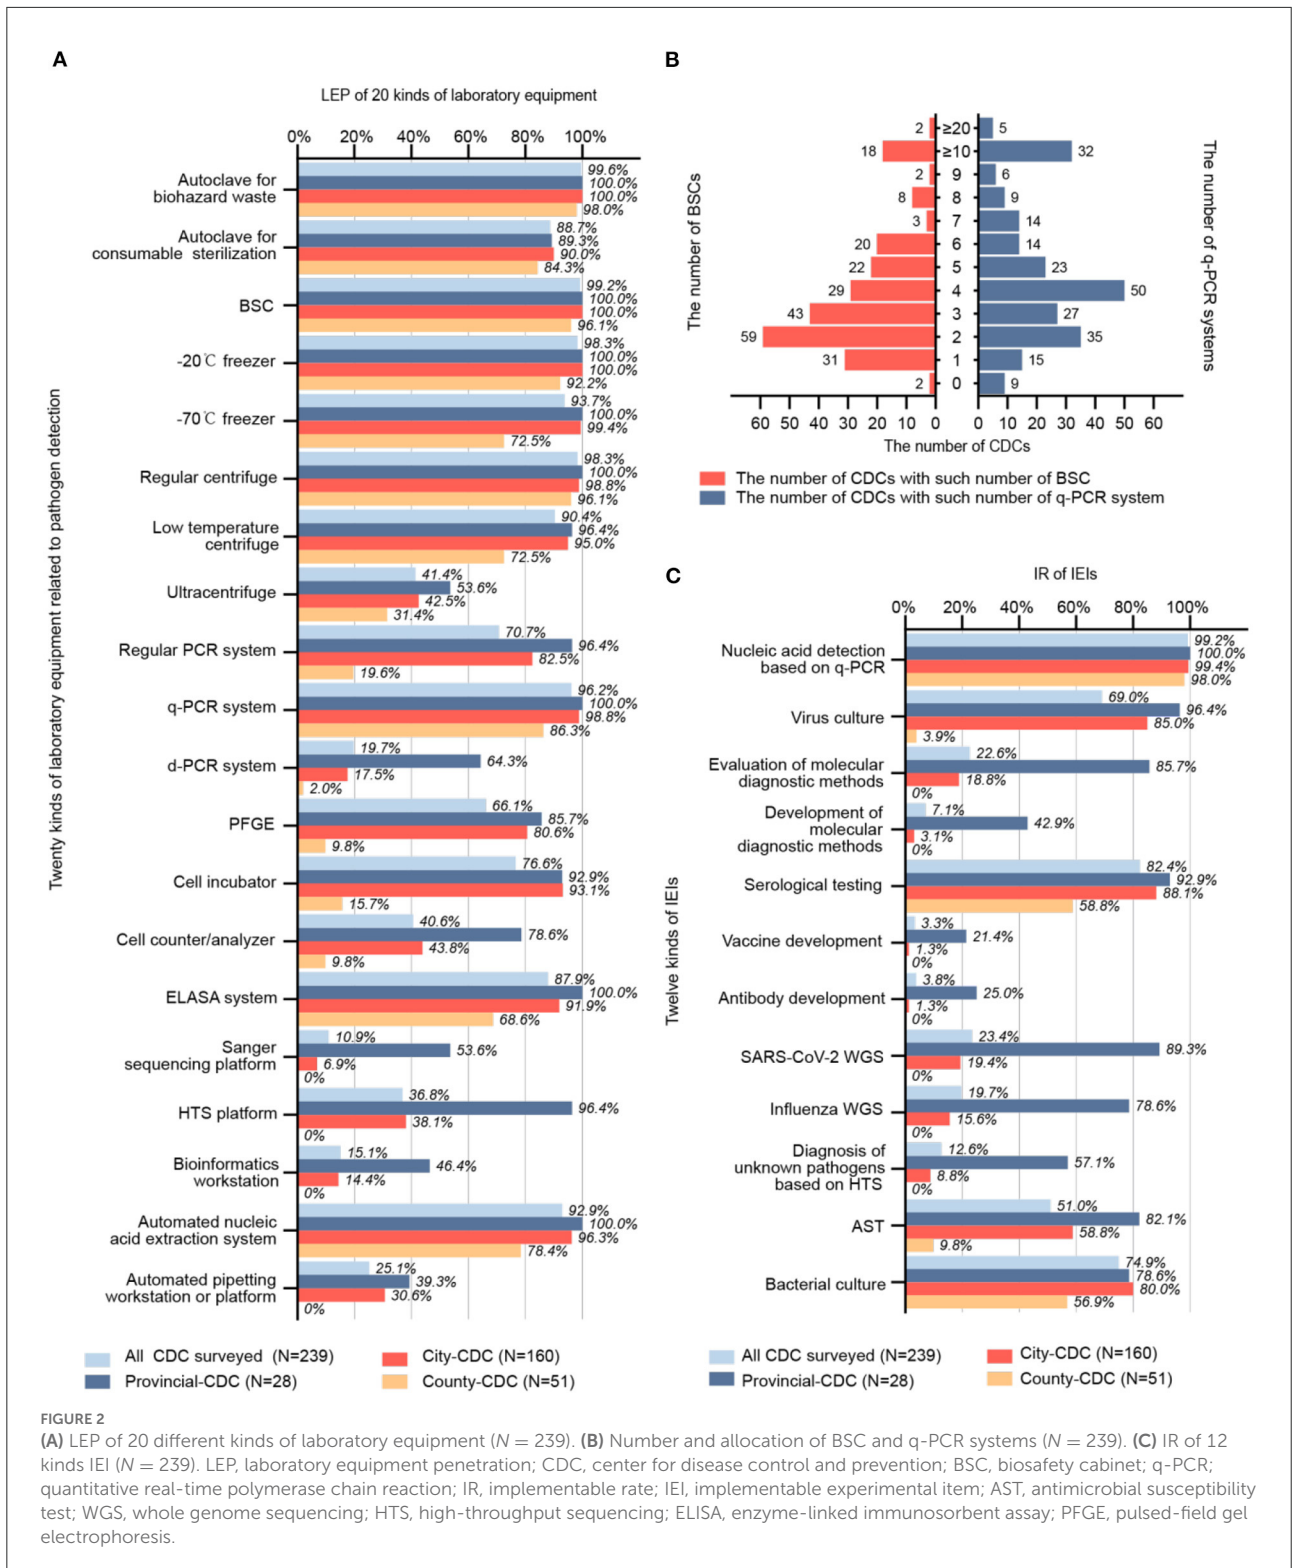 A
LEP of 20 kinds of laboratory equipment
0% 20% 40% 60% 80% 100%
Twenty kinds of laboratory equipment related to pathogen detection
Autoclave for
biohazard waste
99.6%
100.0%
100.0%
98.0%
Autoclave for
consumable sterilization
88.7%
89.3%
90.0%
84.3%
BSC
99.2%
100.0%
100.0%
96.1%
-20℃ freezer
98.3%
100.0%
100.0%
92.2%
-70℃ freezer
93.7%
100.0%
99.4%
72.5%
Regular centrifuge
98.3%
100.0%
98.8%
96.1%
Low temperature
centrifuge
90.4%
96.4%
95.0%
72.5%
Ultracentrifuge
41.4%
53.6%
42.5%
31.4%
Regular PCR system
70.7%
96.4%
82.5%
19.6%
q-PCR system
96.2%
100.0%
98.8%
86.3%
d-PCR system
19.7%
64.3%
17.5%
2.0%
PFGE
66.1%
85.7%
80.6%
9.8%
Cell incubator
76.6%
92.9%
93.1%
15.7%
Cell counter/analyzer
40.6%
78.6%
43.8%
9.8%
ELASA system
87.9%
100.0%
91.9%
68.6%
Sanger
sequencing platform
10.9%
53.6%
6.9%
0%
HTS platform
36.8%
96.4%
38.1%
0%
Bioinformatics
workstation
15.1%
46.4%
14.4%
0%
Automated nucleic
acid extraction system
92.9%
100.0%
96.3%
78.4%
Automated pipetting
workstation or platform
25.1%
39.3%
30.6%
0%
All CDC surveyed (N=239)
City-CDC (N=160)
Provincial-CDC (N=28)
County-CDC (N=51)
B
The number of BSCs
The number of q-PCR systems
2 ≥20 5
18 ≥10 32
2 9 6
8 8 9
3 7 14
20 6 14
22 5 23
29 4 50
43 3 27
59 2 35
31 1 15
2 0 9
60 50 40 30 20 10 0 0 10 20 30 40 50 60
The number of CDCs
The number of CDCs with such number of BSC
The number of CDCs with such number of q-PCR system
C
IR of IEIs
0% 20% 40% 60% 80% 100%
Twelve kinds of IEIs
Nucleic acid detection
based on q-PCR
99.2%
100.0%
99.4%
98.0%
Virus culture
69.0%
96.4%
85.0%
3.9%
Evaluation of molecular
diagnostic methods
22.6%
85.7%
18.8%
0%
Development of
molecular
diagnostic methods
7.1%
42.9%
3.1%
0%
Serological testing
82.4%
92.9%
88.1%
58.8%
Vaccine development
3.3%
21.4%
1.3%
0%
Antibody development
3.8%
25.0%
1.3%
0%
SARS-CoV-2 WGS
23.4%
89.3%
19.4%
0%
Influenza WGS
19.7%
78.6%
15.6%
0%
Diagnosis of
unknown pathogens
based on HTS
12.6%
57.1%
8.8%
0%
AST
51.0%
82.1%
58.8%
9.8%
Bacterial culture
74.9%
78.6%
80.0%
56.9%
All CDC surveyed (N=239)
City-CDC (N=160)
Provincial-CDC (N=28)
County-CDC (N=51)
FIGURE 2
(A) LEP of 20 different kinds of laboratory equipment (N = 239). (B) Number and allocation of BSC and q-PCR systems (N = 239). (C) IR of 12
kinds IEI (N = 239). LEP, laboratory equipment penetration; CDC, center for disease control and prevention; BSC, biosafety cabinet; q-PCR;
quantitative real-time polymerase chain reaction; IR, implementable rate; IEI, implementable experimental item; AST, antimicrobial susceptibility
test; WGS, whole genome sequencing; HTS, high-throughput sequencing; ELISA, enzyme-linked immunosorbent assay; PFGE, pulsed-field gel
electrophoresis.